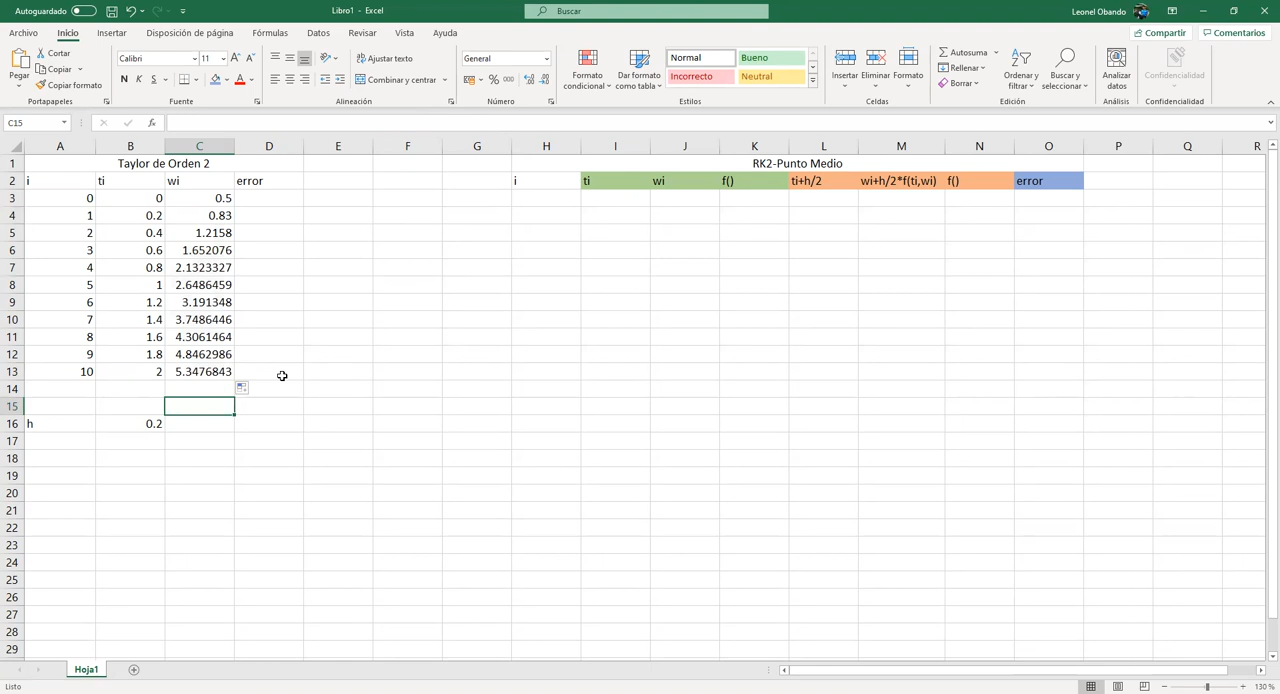 Autoguardado
Libro1 - Excel
Buscar
Leonel Obando
Archivo Inicio Insertar Disposición de página Fórmulas Datos Revisar Vista Ayuda
Compartir Comentarios
Pegar
Cortar
Copiar
Copiar formato
Portapapeles
Calibri 11
N K S
Fuente
Ajustar texto
Combinar y centrar
Alineación
General
% 000
Número
Formato condicional
Dar formato como tabla
Normal Bueno
Incorrecto Neutral
Estilos
Insertar Eliminar Formato
Celdas
Autosuma
Rellenar
Borrar
Ordenar y filtrar
Buscar y seleccionar
Edición
Analizar datos
Análisis
Confidencialidad
Confidencialidad
C15 fx
A B C D E F G H I J K L M N O P Q R
1 Taylor de Orden 2 RK2-Punto Medio
2 i ti wi error i ti wi f() ti+h/2 wi+h/2*f(ti,wi) f() error
3 0 0 0.5
4 1 0.2 0.83
5 2 0.4 1.2158
6 3 0.6 1.652076
7 4 0.8 2.1323327
8 5 1 2.6486459
9 6 1.2 3.191348
10 7 1.4 3.7486446
11 8 1.6 4.3061464
12 9 1.8 4.8462986
13 10 2 5.3476843
14
15
16 h 0.2
17
18
19
20
21
22
23
24
25
26
27
28
29
Hoja1
Listo
130 %